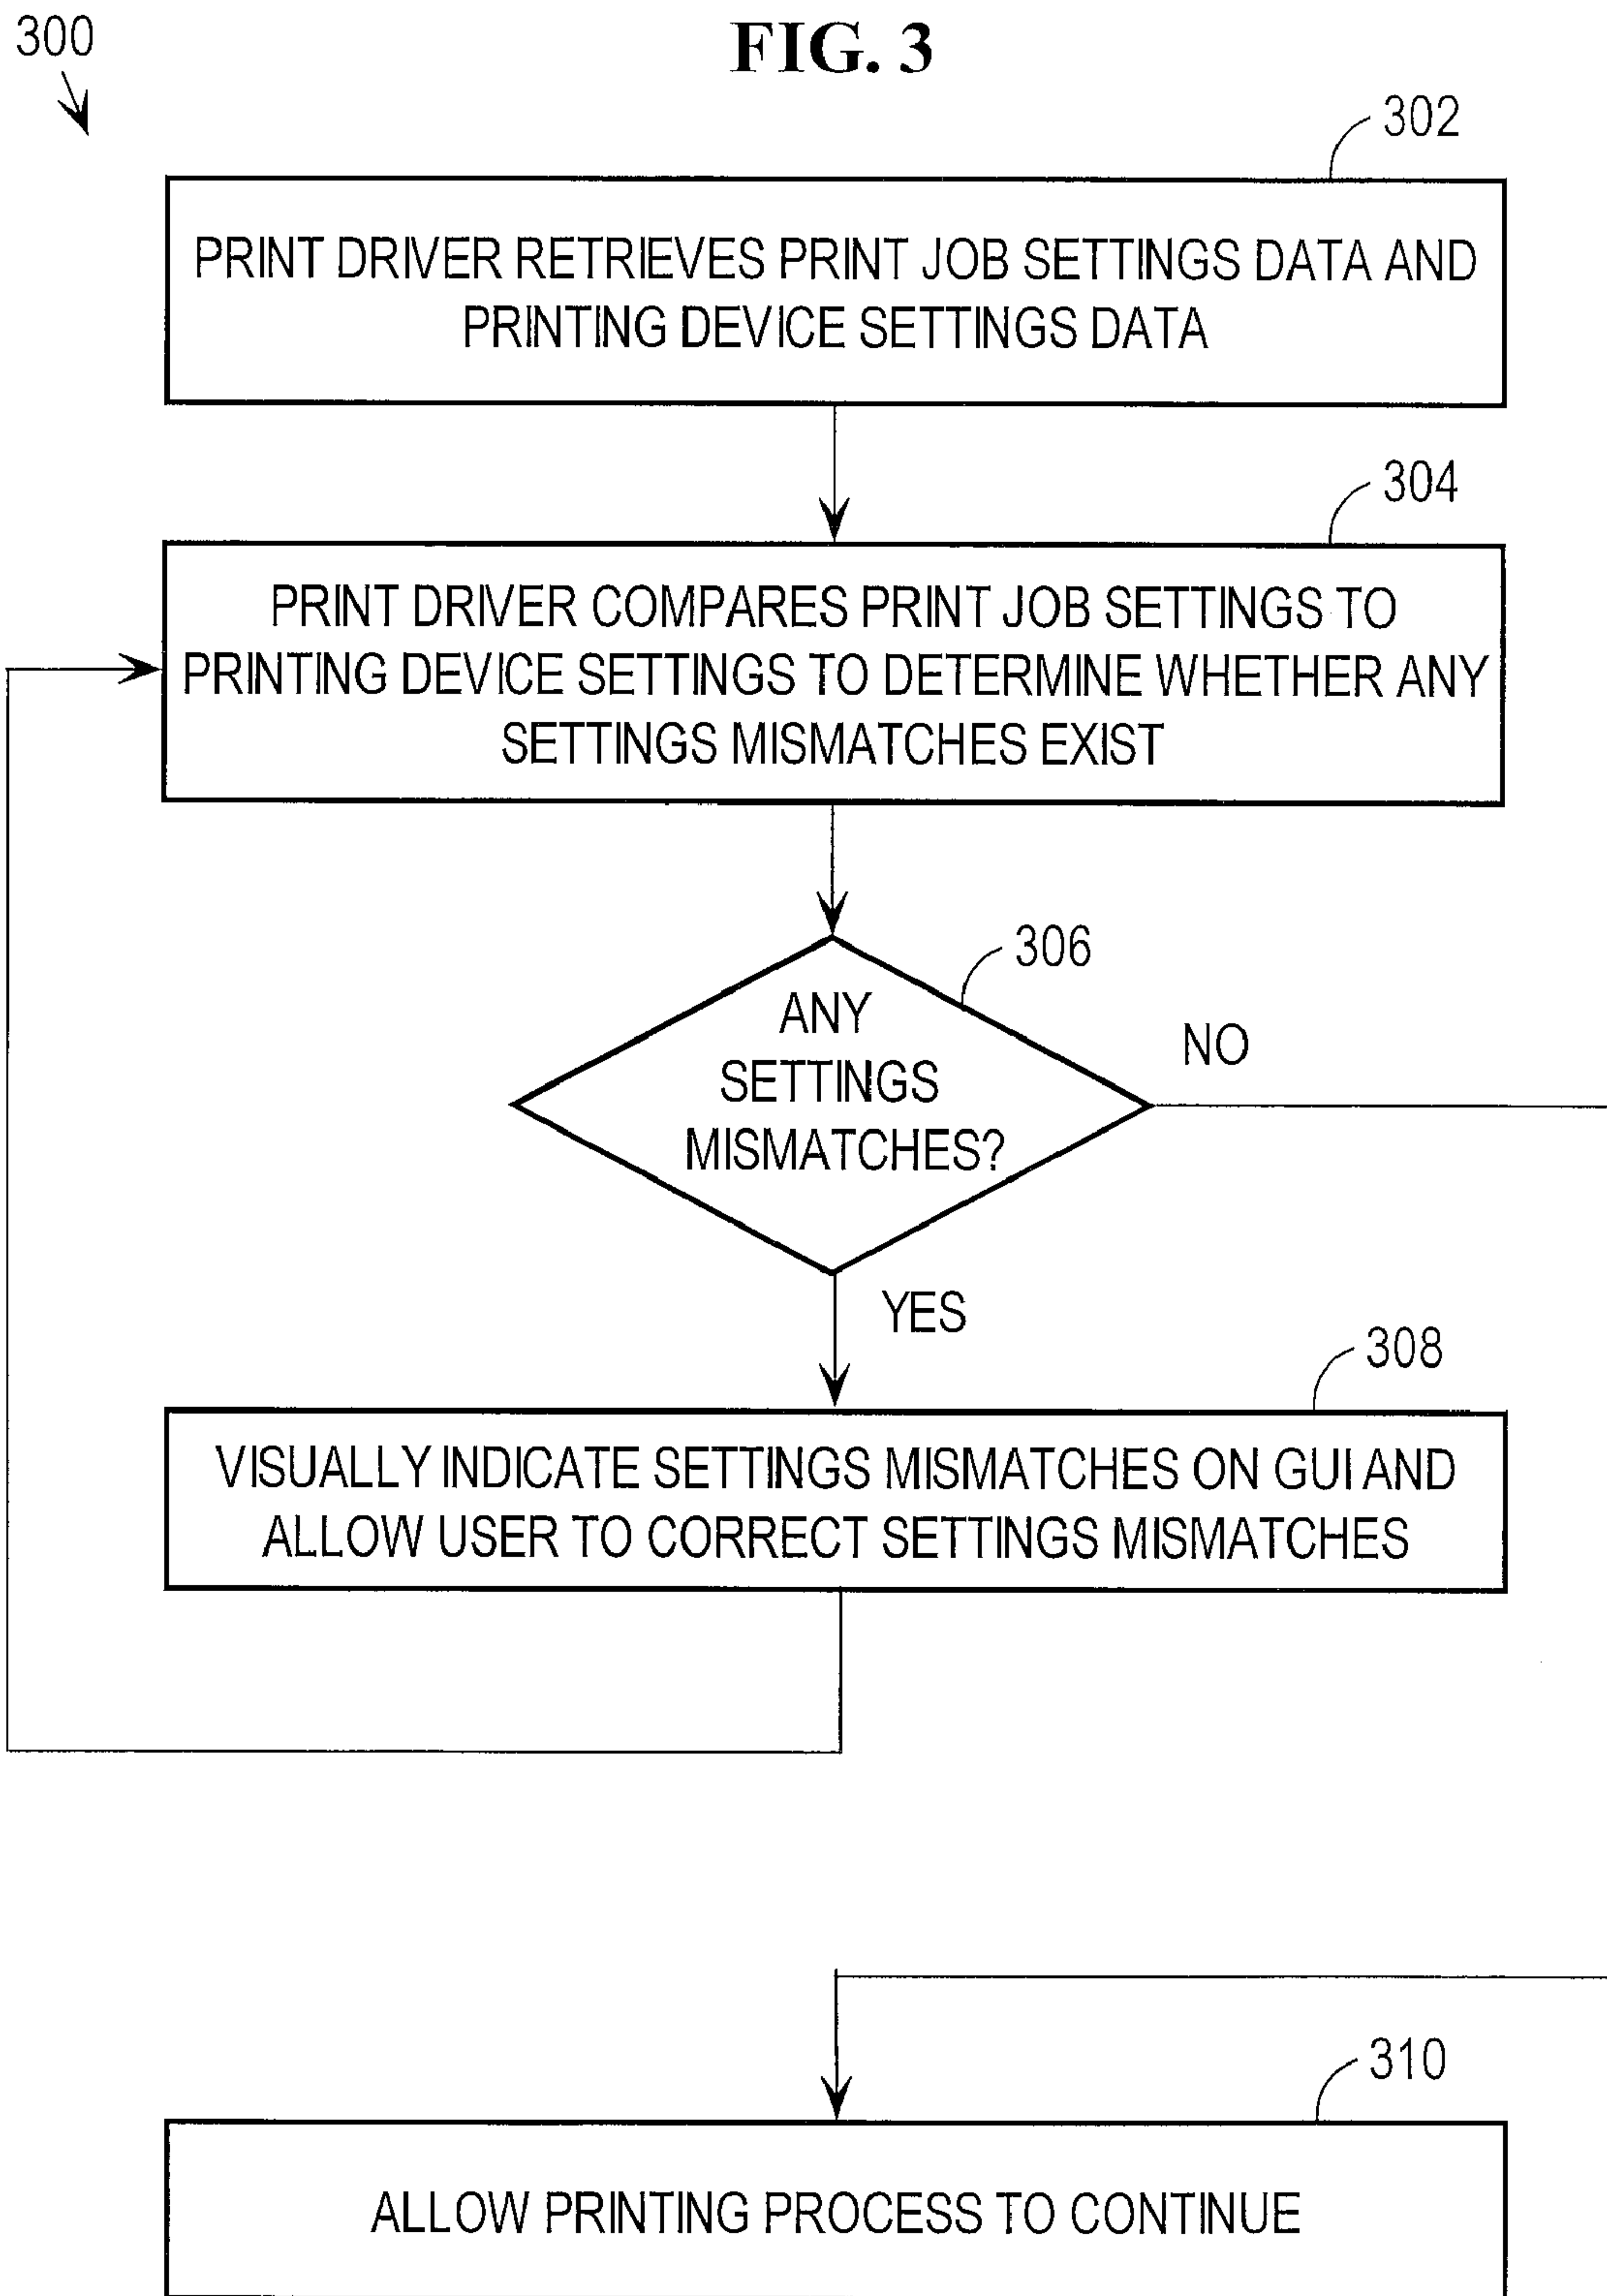 300
FIG. 3
302
PRINT DRIVER RETRIEVES PRINT JOB SETTINGS DATA AND
PRINTING DEVICE SETTINGS DATA
304
PRINT DRIVER COMPARES PRINT JOB SETTINGS TO
PRINTING DEVICE SETTINGS TO DETERMINE WHETHER ANY
SETTINGS MISMATCHES EXIST
306
ANY
SETTINGS
MISMATCHES?
NO
YES
308
VISUALLY INDICATE SETTINGS MISMATCHES ON GUI AND
ALLOW USER TO CORRECT SETTINGS MISMATCHES
310
ALLOW PRINTING PROCESS TO CONTINUE